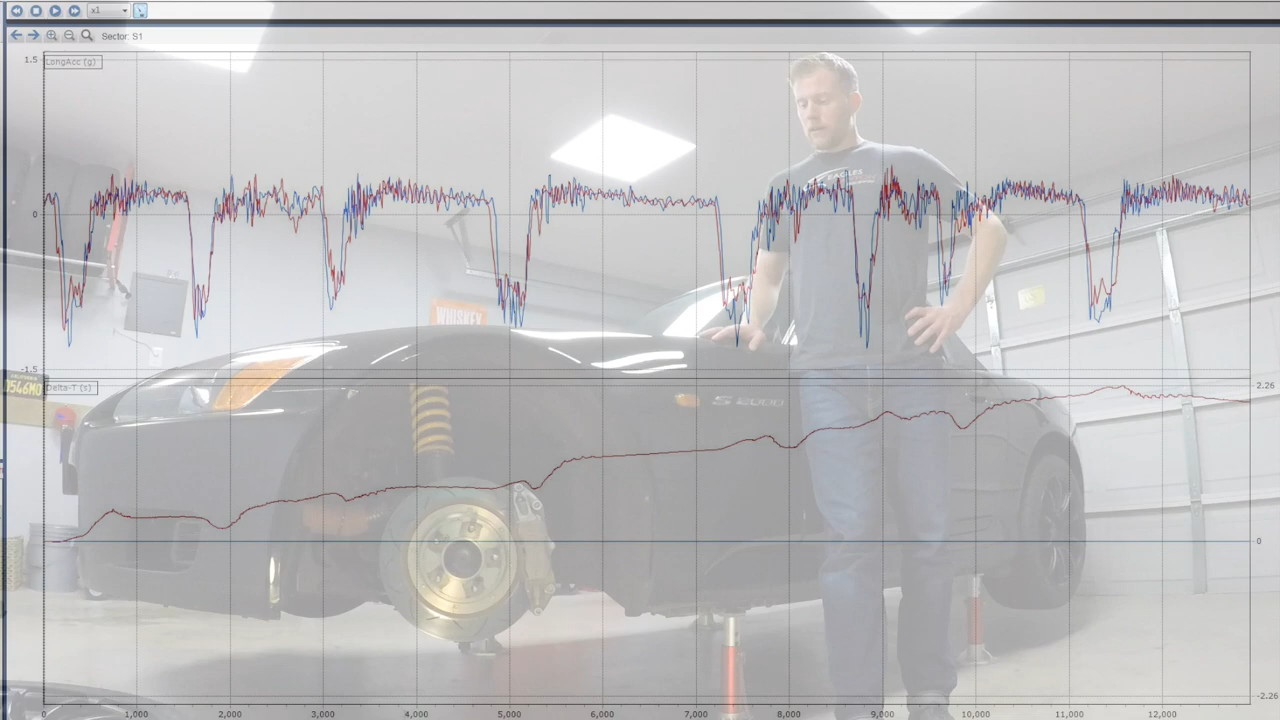 x1
Sector: S1
1.5
LongAcc (g)
0
-1.5
Delta-T (s)
2.26
0
-2.26
0 1,000 2,000 3,000 4,000 5,000 6,000 7,000 8,000 9,000 10,000 11,000 12,000
EAGLES
WHISKEY
S 2000